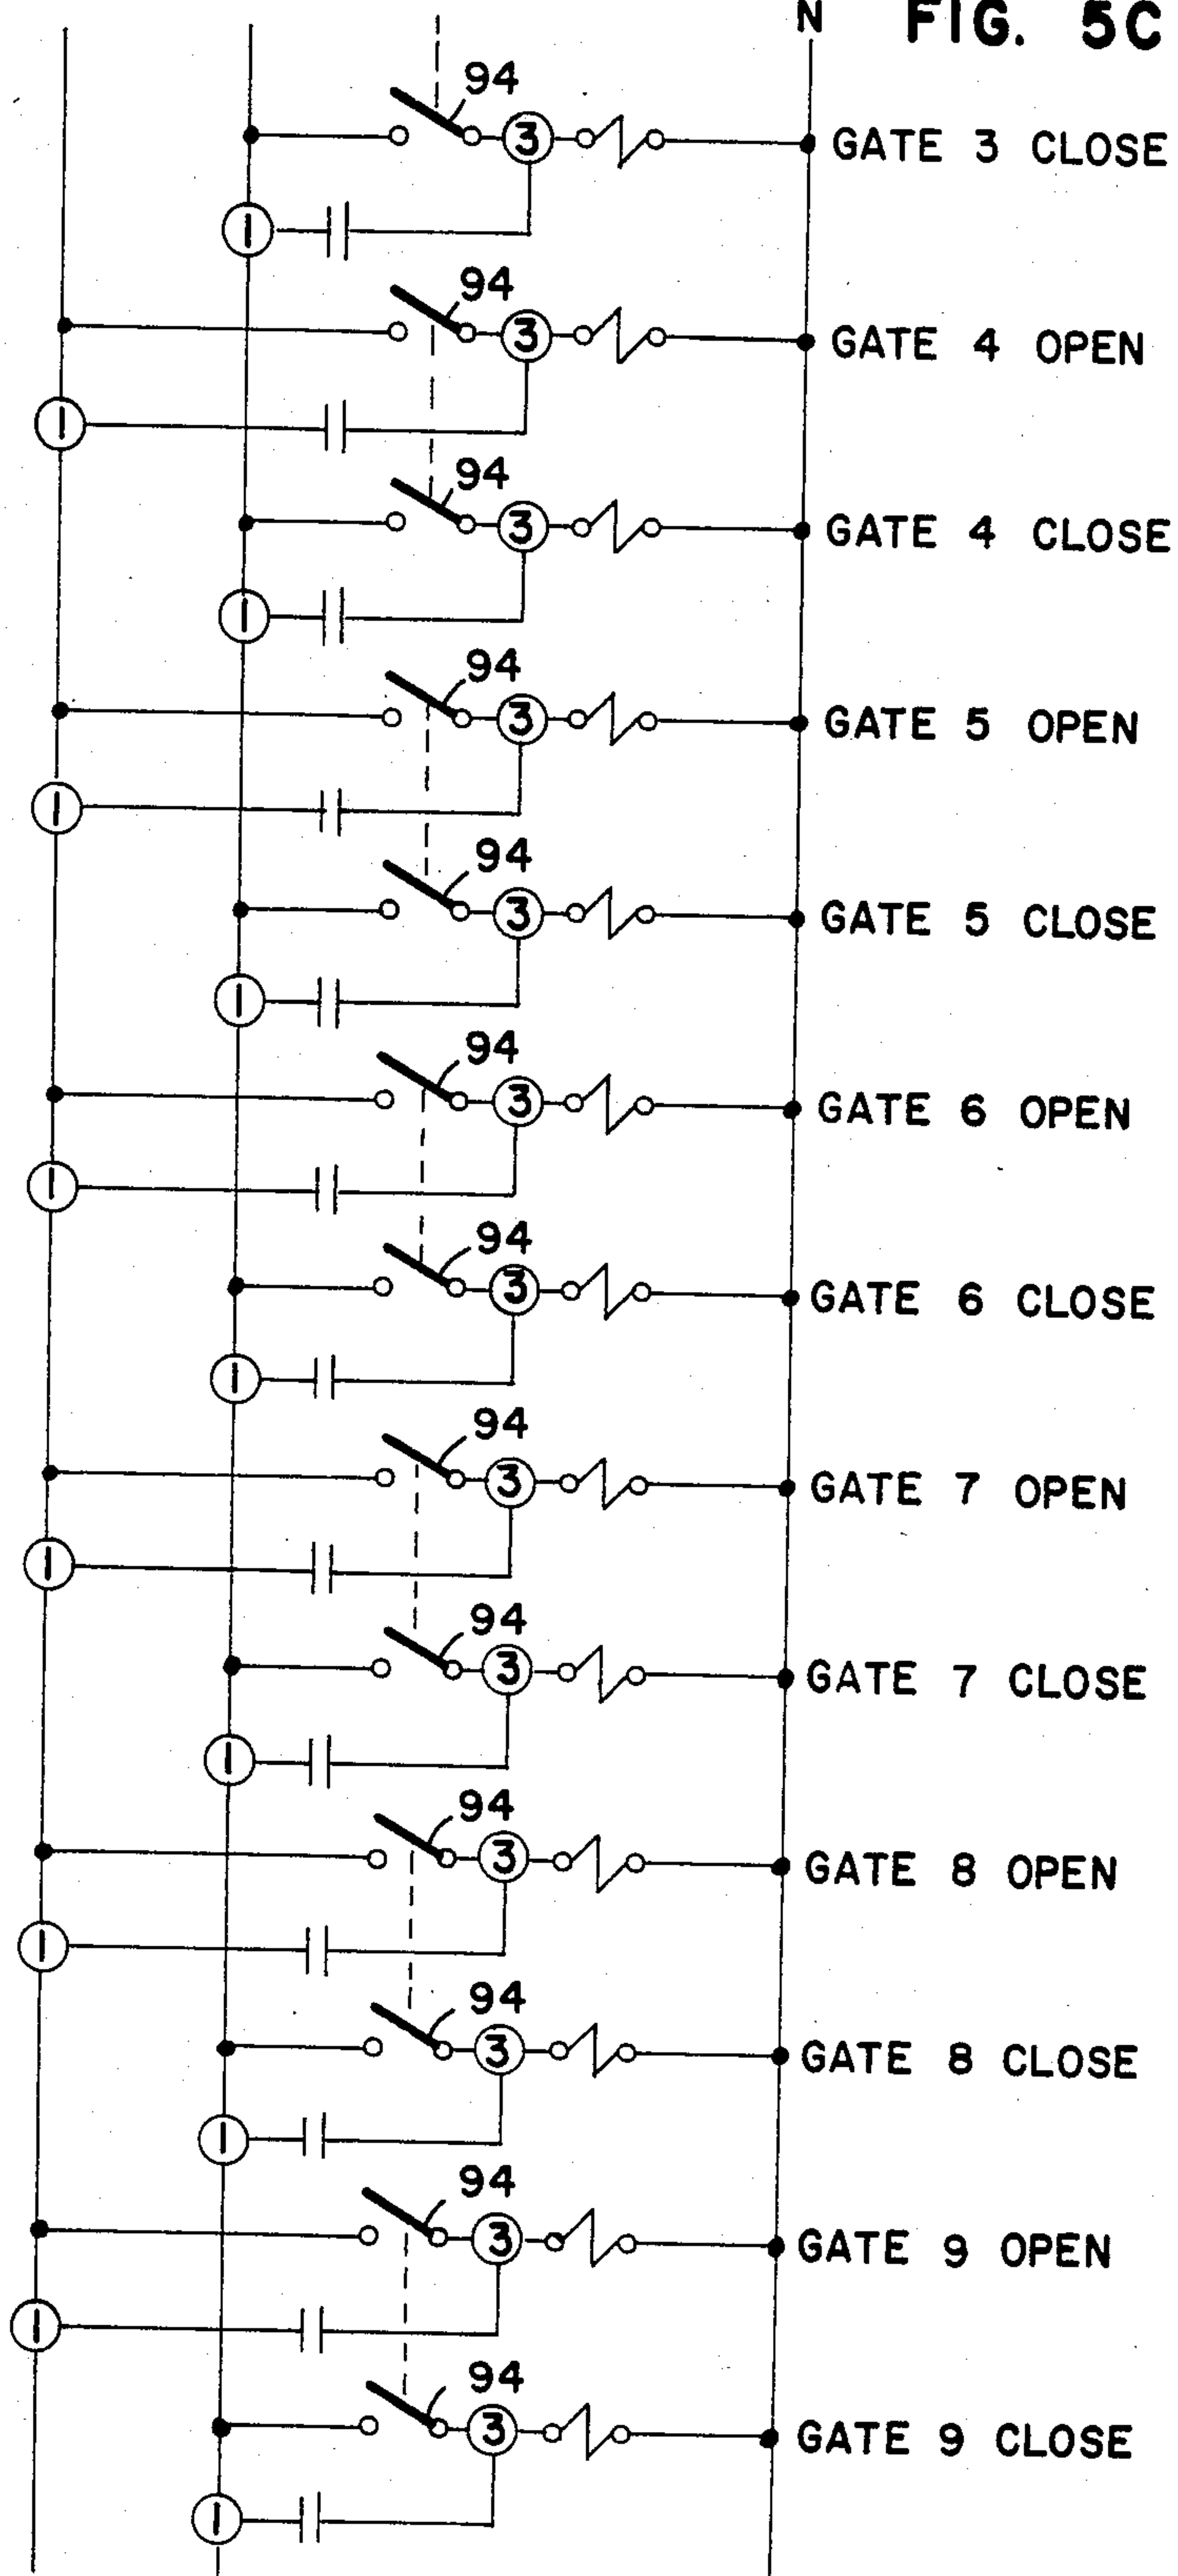 N FIG. 5C
94
3 GATE 3 CLOSE
1
94
3 GATE 4 OPEN
1
94
3 GATE 4 CLOSE
1
94
3 GATE 5 OPEN
1
94
3 GATE 5 CLOSE
1
94
3 GATE 6 OPEN
1
94
3 GATE 6 CLOSE
1
94
3 GATE 7 OPEN
1
94
3 GATE 7 CLOSE
1
94
3 GATE 8 OPEN
1
94
3 GATE 8 CLOSE
1
94
3 GATE 9 OPEN
1
94
3 GATE 9 CLOSE
1